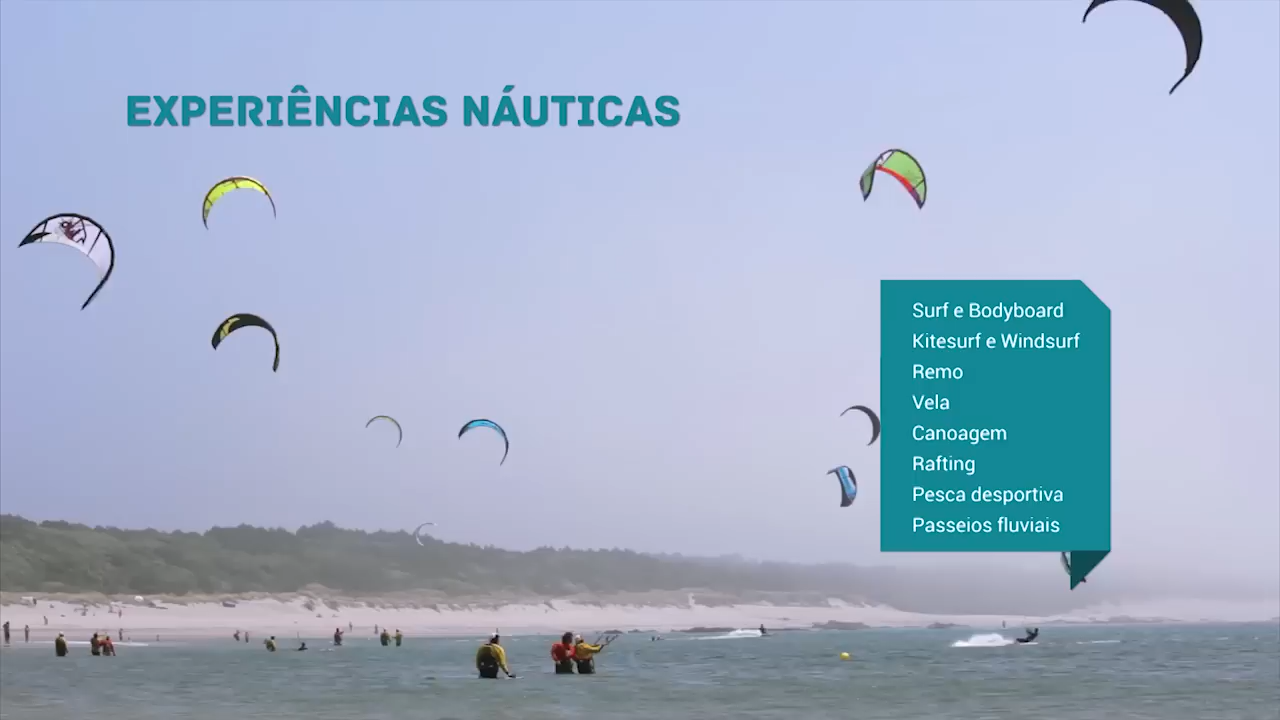 EXPERIÊNCIAS NÁUTICAS
Surf e Bodyboard
Kitesurf e Windsurf
Remo
Vela
Canoagem
Rafting
Pesca desportiva
Passeios fluviais